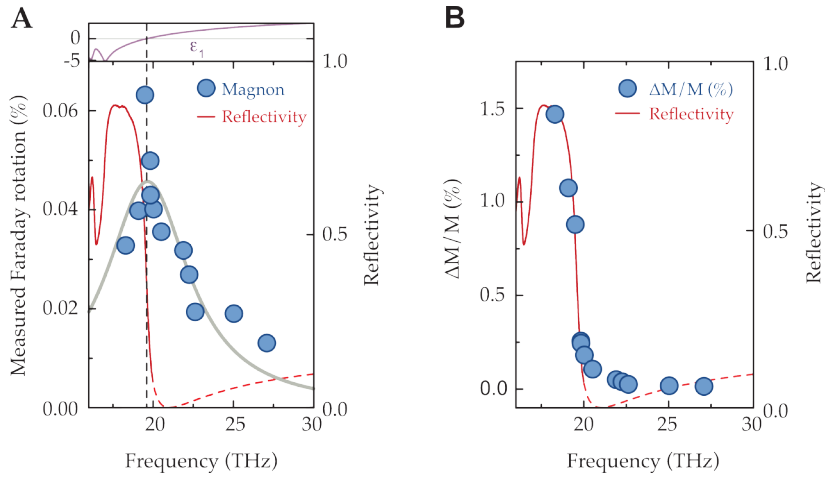 A
0
-5
ε1
1.0
0.06
0.04
0.02
0.00
Measured Faraday rotation (%)
Magnon
Reflectivity
0.5
0.0
Reflectivity
20
25
30
Frequency (THz)
B
1.0
1.5
1.0
0.5
0.0
ΔM/M (%)
ΔM/M (%)
Reflectivity
0.5
0.0
Reflectivity
20
25
30
Frequency (THz)